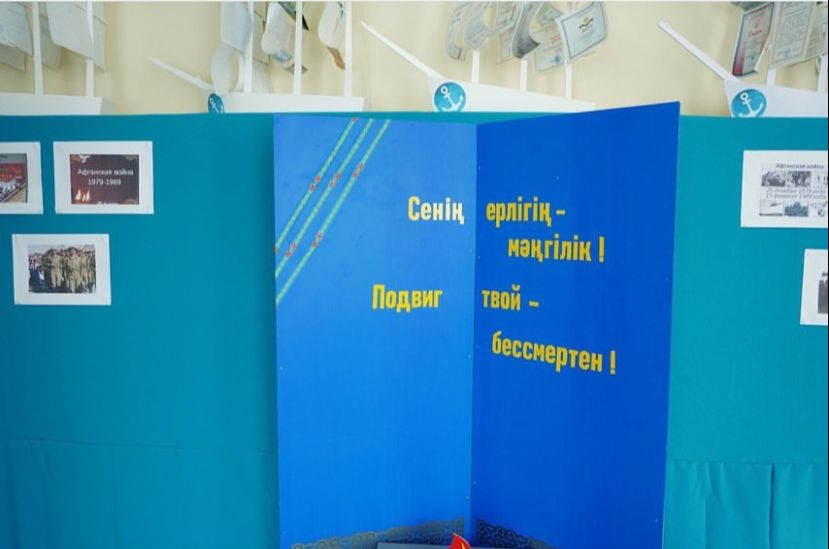 Афганская война
1979-1989
Сенің ерлігің -
мәңгілік !
Подвиг твой -
бессмертен !
Афганская война